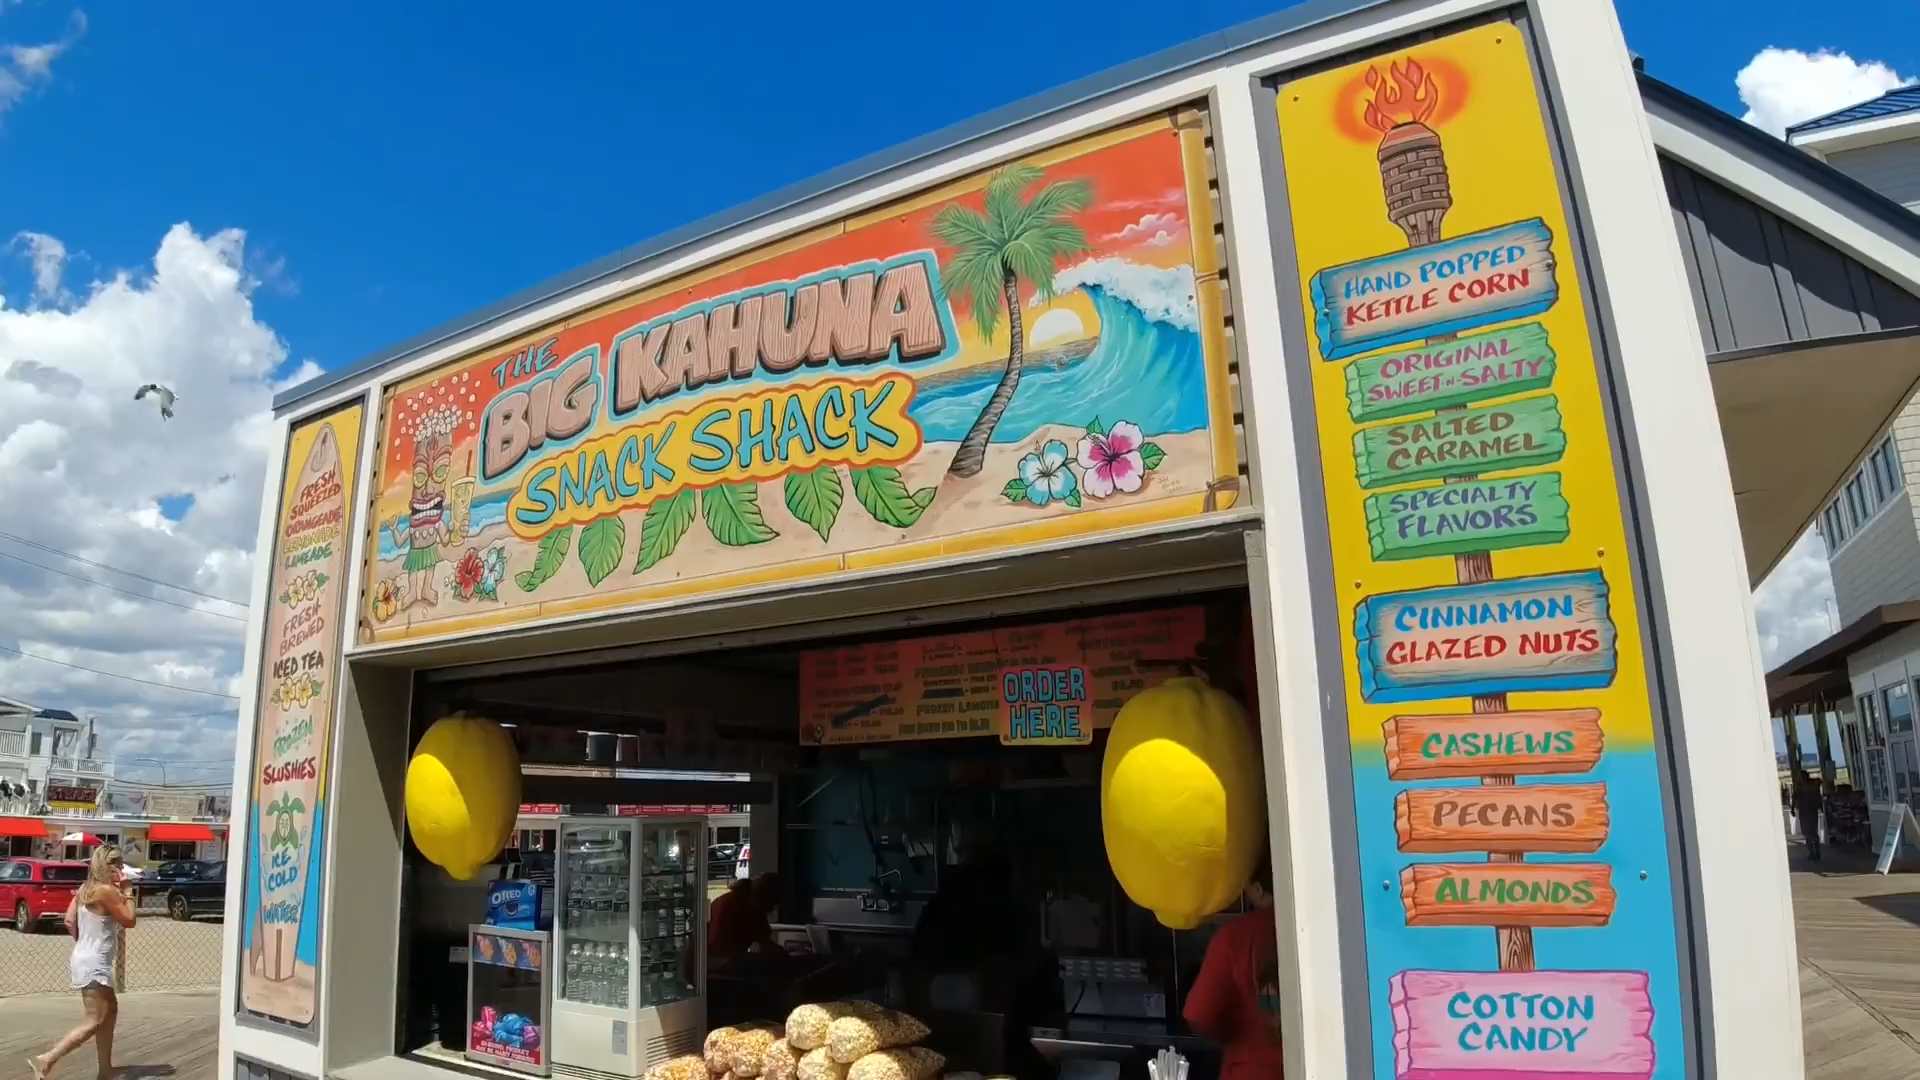 THE
BIG KAHUNA
SNACK SHACK
FRESH
SQUEEZED
ORANGEADE
LEMONADE
LIMEADE
FRESH
BREWED
ICED TEA
FROZEN
SLUSHIES
ICE
COLD
WATER
ORDER
HERE
OREO
HAND POPPED
KETTLE CORN
ORIGINAL
SWEET-N-SALTY
SALTED
CARAMEL
SPECIALTY
FLAVORS
CINNAMON
GLAZED NUTS
CASHEWS
PECANS
ALMONDS
COTTON
CANDY